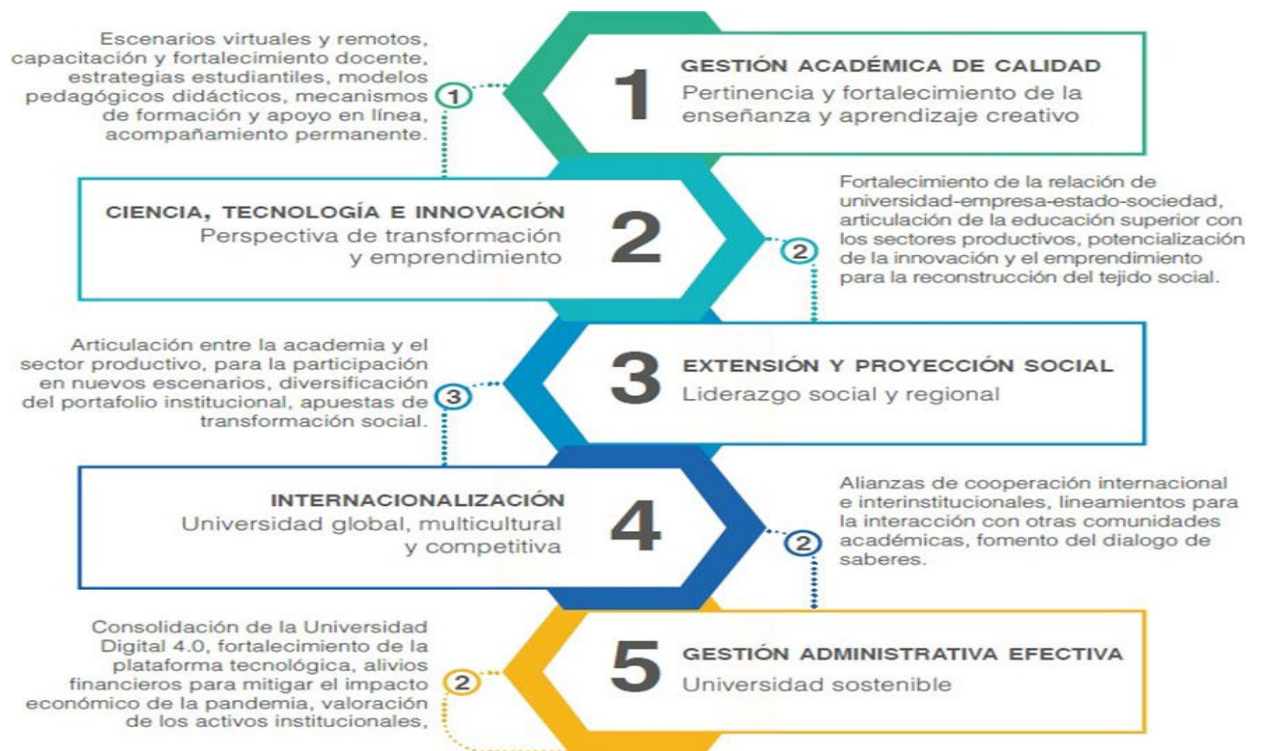 Escenarios virtuales y remotos,
capacitación y fortalecimiento docente,
estrategias estudiantiles, modelos
pedagógicos didácticos, mecanismos
de formación y apoyo en línea,
acompañamiento permanente.
1
1
GESTIÓN ACADÉMICA DE CALIDAD
Pertinencia y fortalecimiento de la
enseñanza y aprendizaje creativo
CIENCIA, TECNOLOGÍA E INNOVACIÓN
Perspectiva de transformación
y emprendimiento
2
2
Fortalecimiento de la relación de
universidad-empresa-estado-sociedad,
articulación de la educación superior con
los sectores productivos, potencialización
de la innovación y el emprendimiento
para la reconstrucción del tejido social.
Articulación entre la academia y el
sector productivo, para la participación
en nuevos escenarios, diversificación
del portafolio institucional, apuestas de
transformación social.
3
3
EXTENSIÓN Y PROYECCIÓN SOCIAL
Liderazgo social y regional
INTERNACIONALIZACIÓN
Universidad global, multicultural
y competitiva
4
2
Alianzas de cooperación internacional
e interinstitucionales, lineamientos para
la interacción con otras comunidades
académicas, fomento del dialogo de
saberes.
Consolidación de la Universidad
Digital 4.0, fortalecimiento de la
plataforma tecnológica, alivios
financieros para mitigar el impacto
económico de la pandemia, valoración
de los activos institucionales,
2
5
GESTIÓN ADMINISTRATIVA EFECTIVA
Universidad sostenible